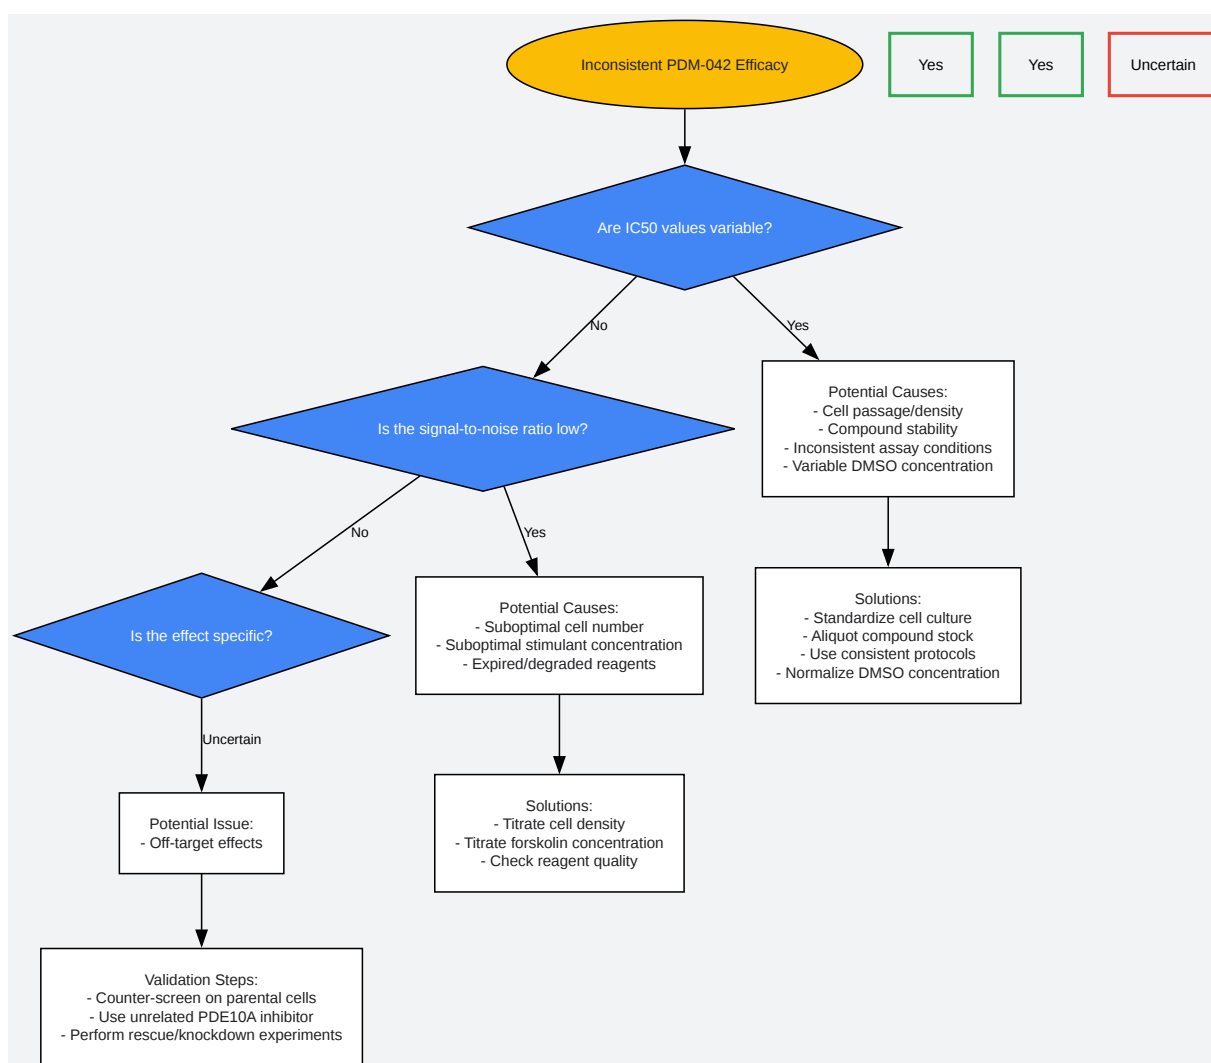 Inconsistent PDM-042 Efficacy
Yes
Yes
Uncertain
Are IC50 values variable?
No
Yes
Potential Causes:
- Cell passage/density
- Compound stability
- Inconsistent assay conditions
- Variable DMSO concentration
Is the signal-to-noise ratio low?
No
Yes
Solutions:
- Standardize cell culture
- Aliquot compound stock
- Use consistent protocols
- Normalize DMSO concentration
Potential Causes:
- Suboptimal cell number
- Suboptimal stimulant concentration
- Expired/degraded reagents
Is the effect specific?
Uncertain
Solutions:
- Titrate cell density
- Titrate forskolin concentration
- Check reagent quality
Potential Issue:
- Off-target effects
Validation Steps:
- Counter-screen on parental cells
- Use unrelated PDE10A inhibitor
- Perform rescue/knockdown experiments